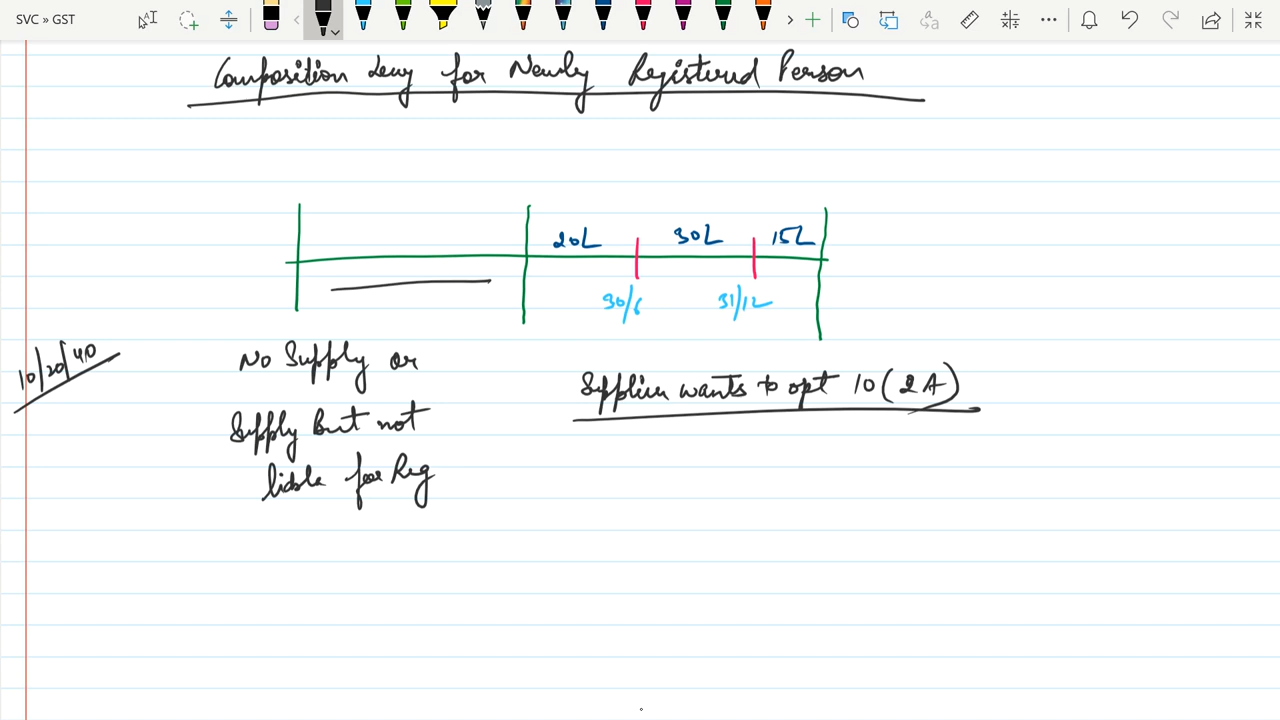 SVC » GST
Composition Levy for Newly Registered Person
20L 30L 15L
30/6 31/12
10/20/40
No Supply or
Supply But not
liable for Reg
Supplier wants to opt 10(2A)